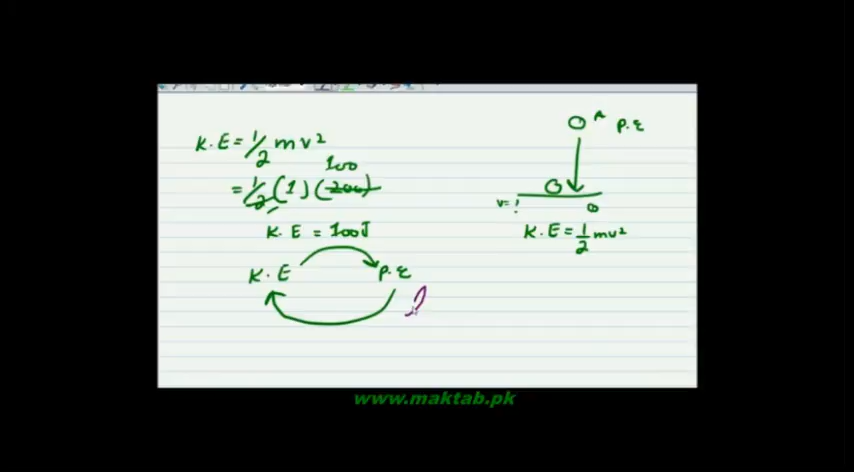 K.E = 1/2 mv²
= 1/2 (1) (200) 100
K.E = 100J
K.E P.E
A P.E
v=?
B
K.E = 1/2 mv²
www.maktab.pk